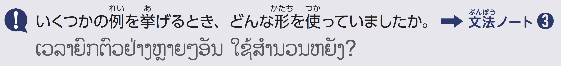 いくつかの例を挙げるとき、どんな形を使っていましたか。➡ 文法ノート❸
ເວລາຍົກຕົວຢ່າງຫຼາຍໆອັນ ໃຊ້ສຳນວນຫຍັງ?